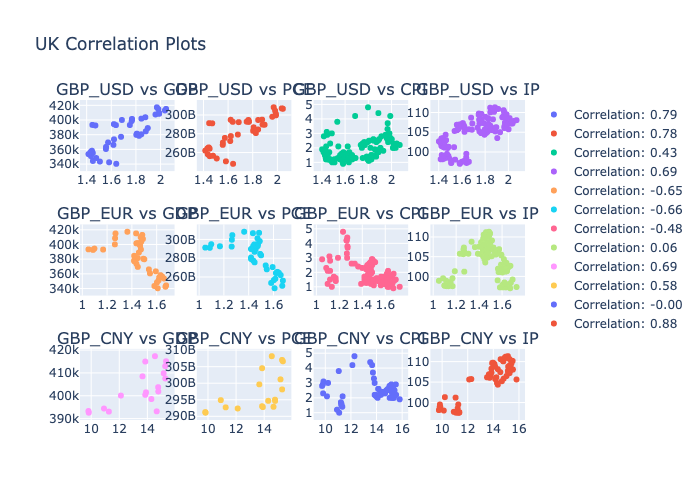 UK Correlation Plots
GBP_USD vs GDP
GBP_USD vs PCE
GBP_USD vs CPI
GBP_USD vs IP
420k
400k
380k
360k
340k
1.4 1.6 1.8 2
300B
280B
260B
1.4 1.6 1.8 2
5
4
3
2
1
1.4 1.6 1.8 2
110
105
100
1.4 1.6 1.8 2
Correlation: 0.79
Correlation: 0.78
Correlation: 0.43
Correlation: 0.69
Correlation: -0.65
Correlation: -0.66
Correlation: -0.48
Correlation: 0.06
Correlation: 0.69
Correlation: 0.58
Correlation: -0.00
Correlation: 0.88
GBP_EUR vs GDP
GBP_EUR vs PCE
GBP_EUR vs CPI
GBP_EUR vs IP
420k
400k
380k
360k
340k
1 1.2 1.4 1.6
300B
280B
260B
1 1.2 1.4 1.6
5
4
3
2
1
1 1.2 1.4 1.6
110
105
100
1 1.2 1.4 1.6
GBP_CNY vs GDP
GBP_CNY vs PCE
GBP_CNY vs CPI
GBP_CNY vs IP
420k
410k
400k
390k
10 12 14
310B
305B
300B
295B
290B
10 12 14
5
4
3
2
1
10 12 14 16
110
105
100
10 12 14 16